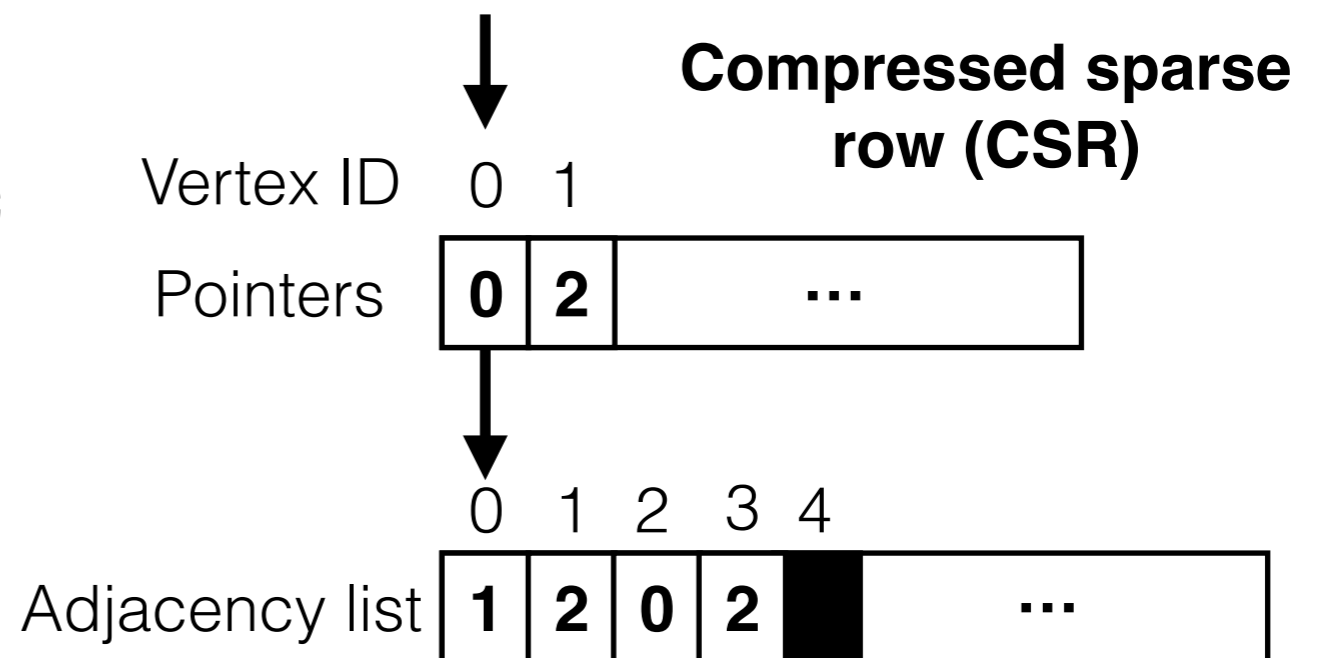 Compressed sparse
row (CSR)
Vertex ID 0 1
Pointers 0 2 ...
0 1 2 3 4
Adjacency list 1 2 0 2 ...